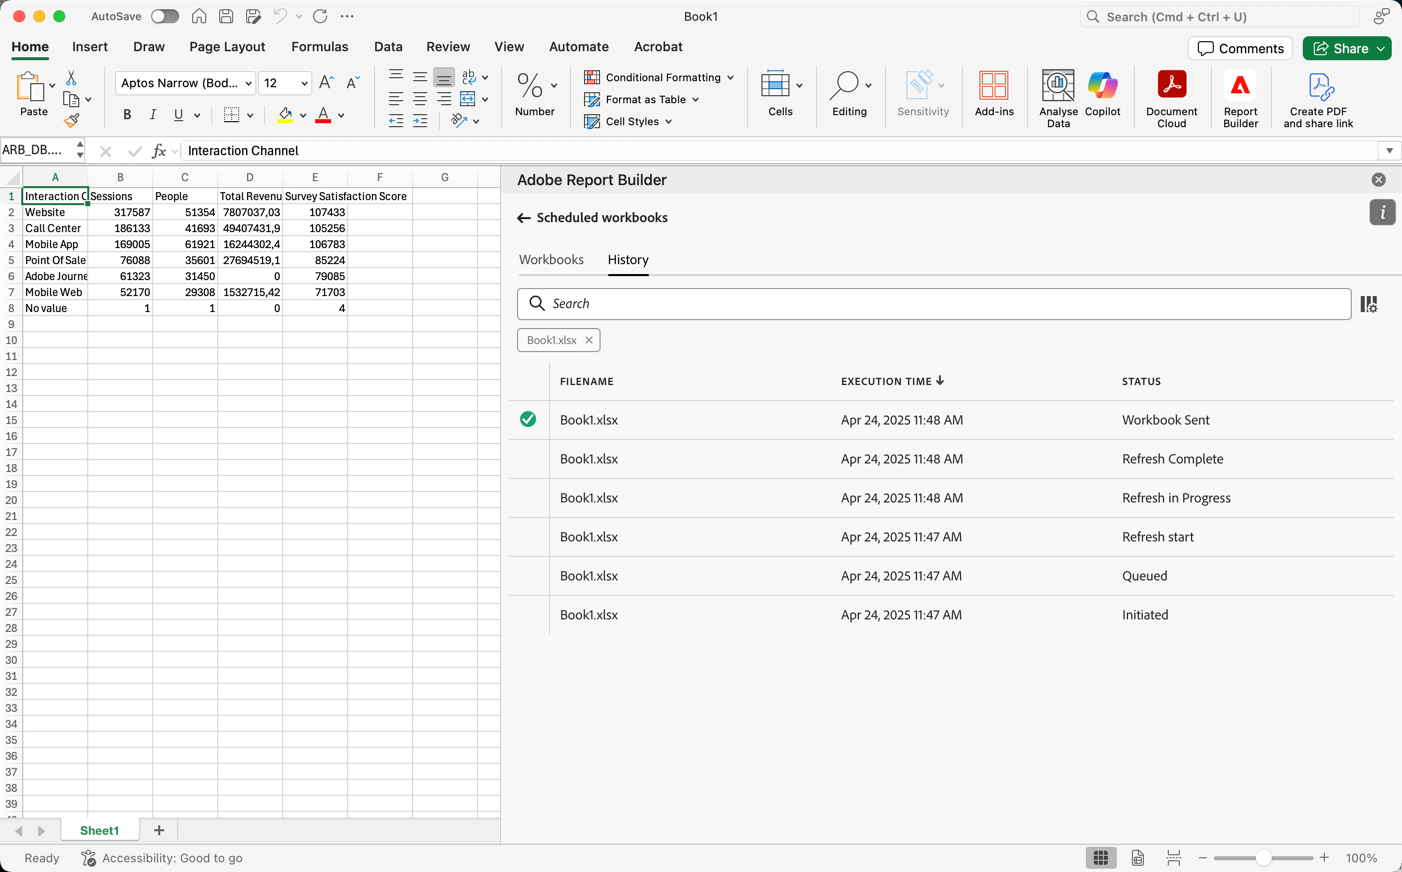 AutoSave
Book1
Search (Cmd + Ctrl + U)
Home Insert Draw Page Layout Formulas Data Review View Automate Acrobat
Comments
Share
Paste
Aptos Narrow (Bod... 12
B I U
Number
Conditional Formatting
Format as Table
Cell Styles
Cells
Editing
Sensitivity
Add-ins
Analyse Data
Copilot
Document Cloud
Report Builder
Create PDF and share link
ARB_DB.... fx Interaction Channel
A B C D E F G
1 Interaction C Sessions People Total Revenu Survey Satisfaction Score
2 Website 317587 51354 7807037,03 107433
3 Call Center 186133 41693 49407431,9 105256
4 Mobile App 169005 61921 16244302,4 106783
5 Point Of Sale 76088 35601 27694519,1 85224
6 Adobe Journe 61323 31450 0 79085
7 Mobile Web 52170 29308 1532715,42 71703
8 No value 1 1 0 4
9
10
11
12
13
14
15
16
17
18
19
20
21
22
23
24
25
26
27
28
29
30
31
32
33
34
35
36
37
38
39
Adobe Report Builder
Scheduled workbooks
Workbooks History
Search
Book1.xlsx
FILENAME EXECUTION TIME STATUS
Book1.xlsx Apr 24, 2025 11:48 AM Workbook Sent
Book1.xlsx Apr 24, 2025 11:48 AM Refresh Complete
Book1.xlsx Apr 24, 2025 11:48 AM Refresh in Progress
Book1.xlsx Apr 24, 2025 11:47 AM Refresh start
Book1.xlsx Apr 24, 2025 11:47 AM Queued
Book1.xlsx Apr 24, 2025 11:47 AM Initiated
Sheet1
Ready
Accessibility: Good to go
100%